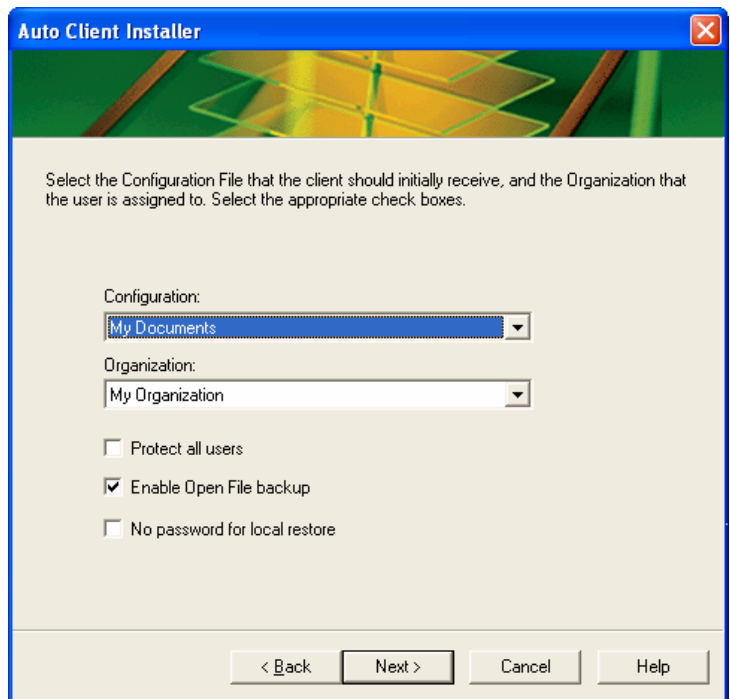 Auto Client Installer
Select the Configuration File that the client should initially receive, and the Organization that
the user is assigned to. Select the appropriate check boxes.
Configuration:
My Documents
Organization:
My Organization
Protect all users
Enable Open File backup
No password for local restore
< Back Next > Cancel Help